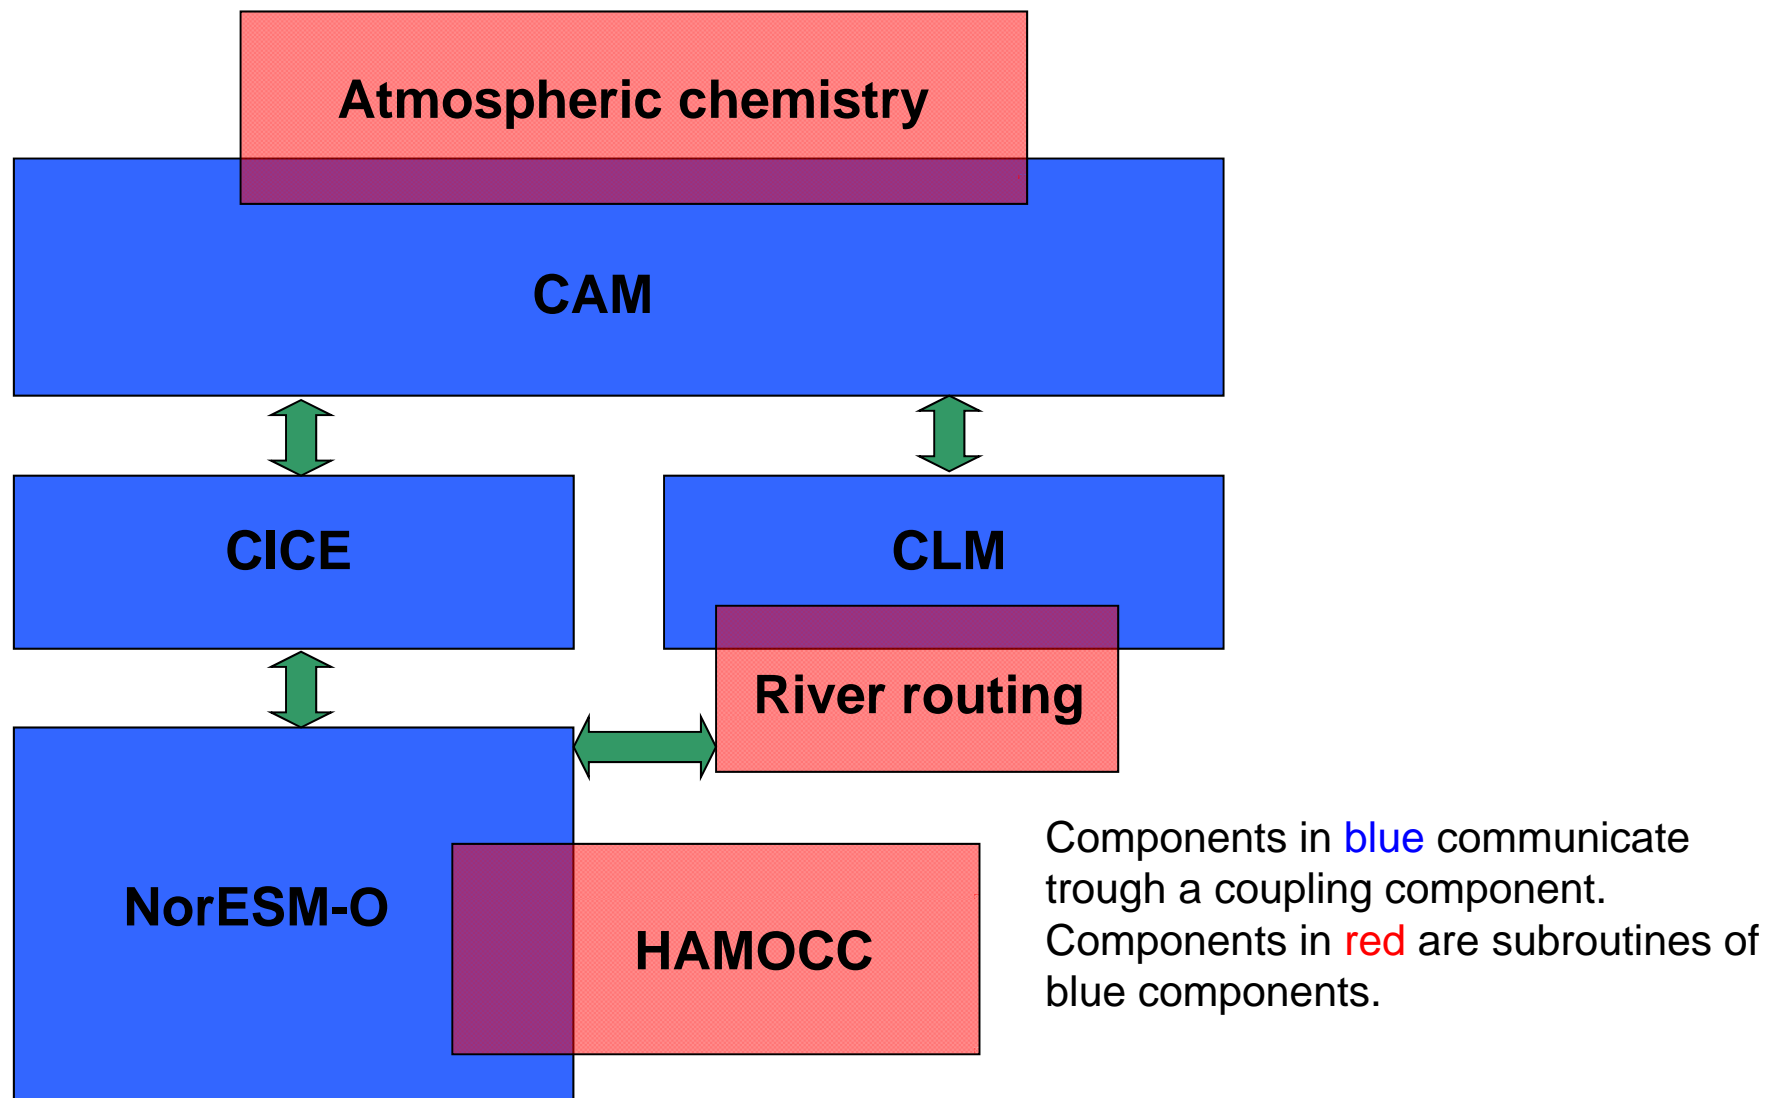 Atmospheric chemistry
CAM
CICE
CLM
River routing
NorESM-O
HAMOCC
Components in blue communicate
trough a coupling component.
Components in red are subroutines of
blue components.